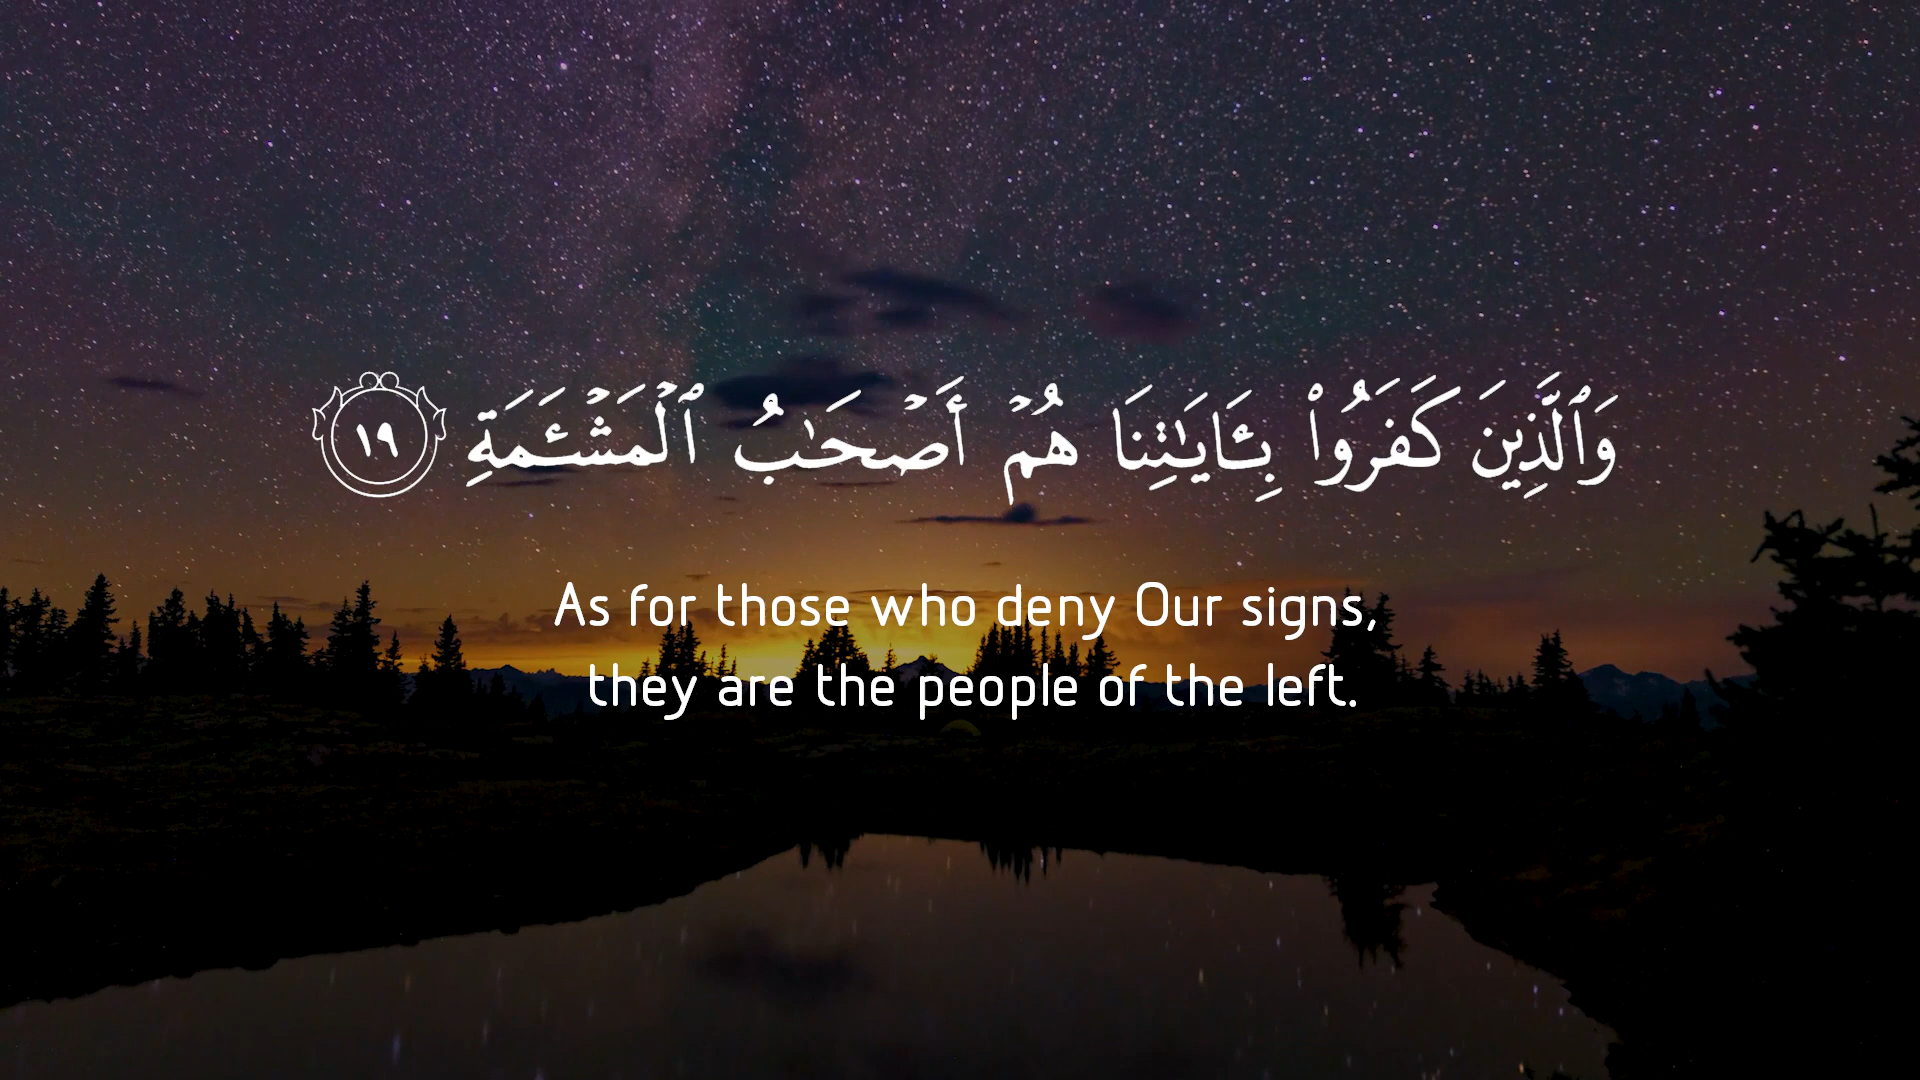 وَٱلَّذِينَ كَفَرُوا۟ بِـَٔايَـٰتِنَا هُمْ أَصْحَـٰبُ ٱلْمَشْـَٔمَةِ ١٩
As for those who deny Our signs,
they are the people of the left.